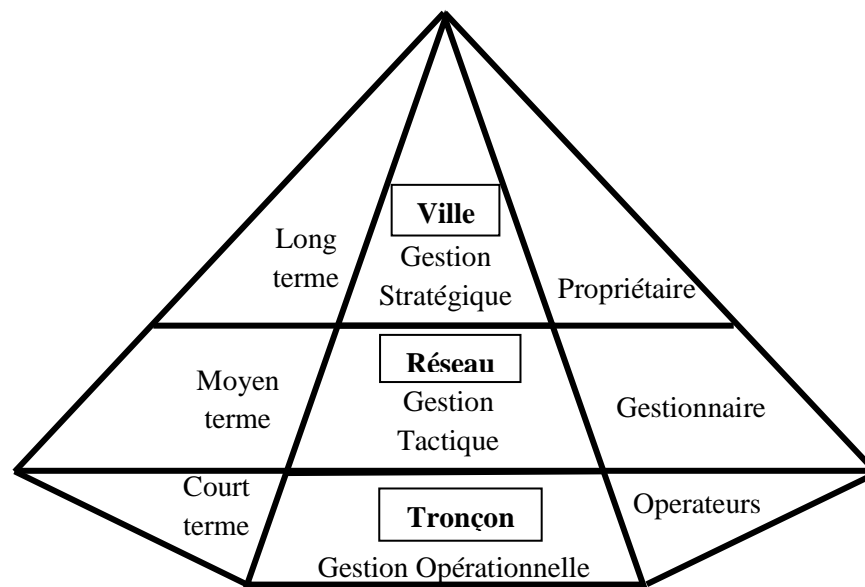 Ville
Long
terme
Gestion
Stratégique
Propriétaire
Réseau
Moyen
terme
Gestion
Tactique
Gestionnaire
Court
terme
Tronçon
Operateurs
Gestion Opérationnelle